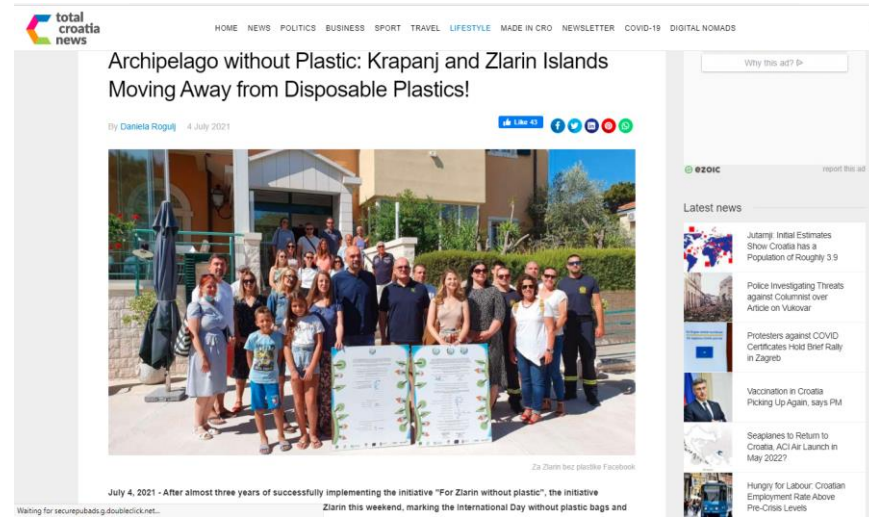 total
croatia
news
HOME NEWS POLITICS BUSINESS SPORT TRAVEL LIFESTYLE MADE IN CRO NEWSLETTER COVID-19 DIGITAL NOMADS
Archipelago without Plastic: Krapanj and Zlarin Islands
Moving Away from Disposable Plastics!
By Daniela Rogulj 4 July 2021
Like 43
Za Zlarin bez plastike Facebook
July 4, 2021 - After almost three years of successfully implementing the initiative "For Zlarin without plastic", the initiative
Zlarin this weekend, marking the International Day without plastic bags and
Waiting for securepubads.g.doubleclick.net...
Why this ad?
ezoic
report this ad
Latest news
Jutarnji: Initial Estimates
Show Croatia has a
Population of Roughly 3.9
Police Investigating Threats
against Columnist over
Article on Vukovar
Protesters against COVID
Certificates Hold Brief Rally
in Zagreb
Vaccination in Croatia
Picking Up Again, says PM
Seaplanes to Return to
Croatia, ACI Air Launch in
May 2022?
Hungry for Labour: Croatian
Employment Rate Above
Pre-Crisis Levels